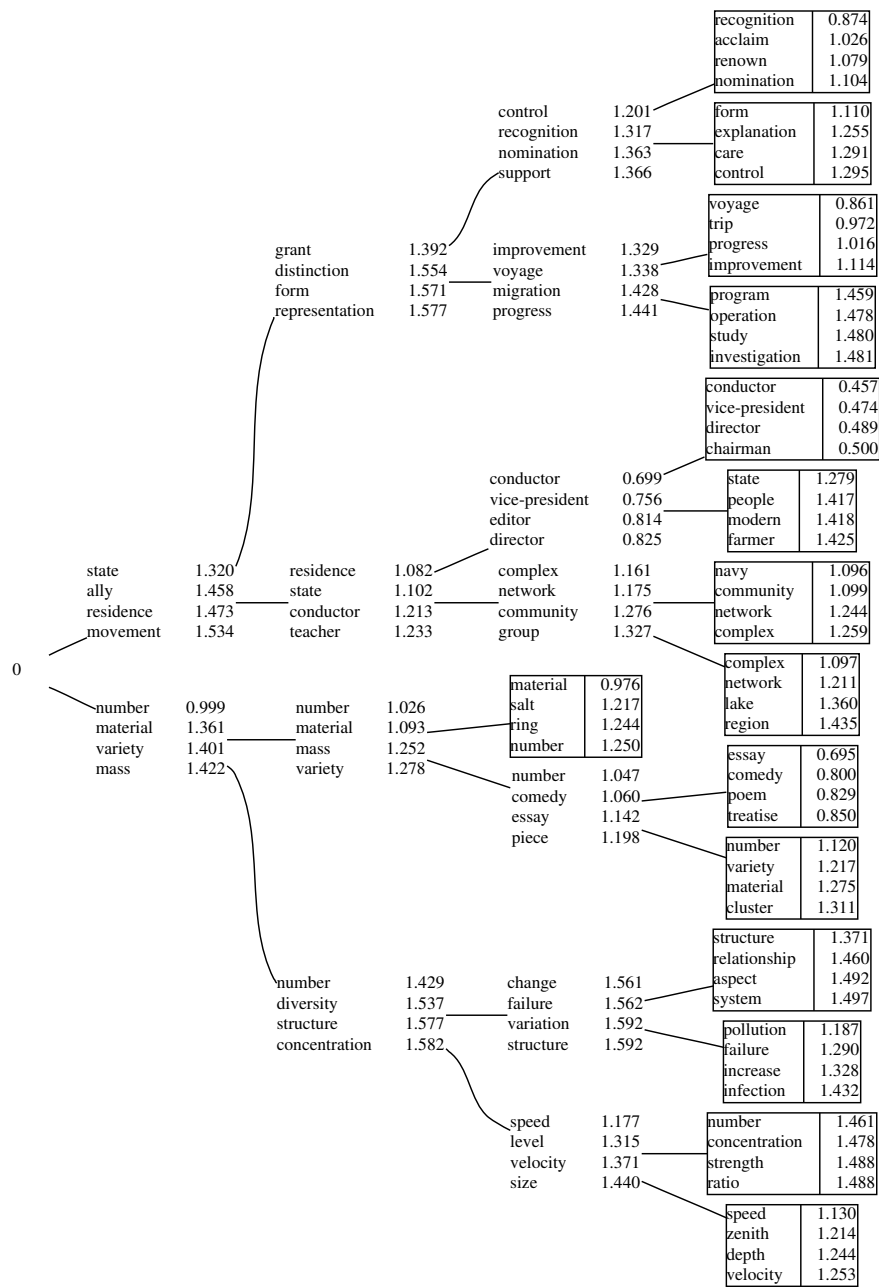 recognition 0.874
acclaim 1.026
renown 1.079
nomination 1.104
control 1.201
recognition 1.317
nomination 1.363
support 1.366
form 1.110
explanation 1.255
care 1.291
control 1.295
voyage 0.861
trip 0.972
progress 1.016
improvement 1.114
grant 1.392
distinction 1.554
form 1.571
representation 1.577
improvement 1.329
voyage 1.338
migration 1.428
progress 1.441
program 1.459
operation 1.478
study 1.480
investigation 1.481
conductor 0.457
vice-president 0.474
director 0.489
chairman 0.500
conductor 0.699
vice-president 0.756
editor 0.814
director 0.825
state 1.279
people 1.417
modern 1.418
farmer 1.425
state 1.320
ally 1.458
residence 1.473
movement 1.534
residence 1.082
state 1.102
conductor 1.213
teacher 1.233
complex 1.161
network 1.175
community 1.276
group 1.327
navy 1.096
community 1.099
network 1.244
complex 1.259
0
complex 1.097
network 1.211
lake 1.360
region 1.435
number 0.999
material 1.361
variety 1.401
mass 1.422
number 1.026
material 1.093
mass 1.252
variety 1.278
material 0.976
salt 1.217
ring 1.244
number 1.250
number 1.047
comedy 1.060
essay 1.142
piece 1.198
essay 0.695
comedy 0.800
poem 0.829
treatise 0.850
number 1.120
variety 1.217
material 1.275
cluster 1.311
structure 1.371
relationship 1.460
aspect 1.492
system 1.497
number 1.429
diversity 1.537
structure 1.577
concentration 1.582
change 1.561
failure 1.562
variation 1.592
structure 1.592
pollution 1.187
failure 1.290
increase 1.328
infection 1.432
speed 1.177
level 1.315
velocity 1.371
size 1.440
number 1.461
concentration 1.478
strength 1.488
ratio 1.488
speed 1.130
zenith 1.214
depth 1.244
velocity 1.253